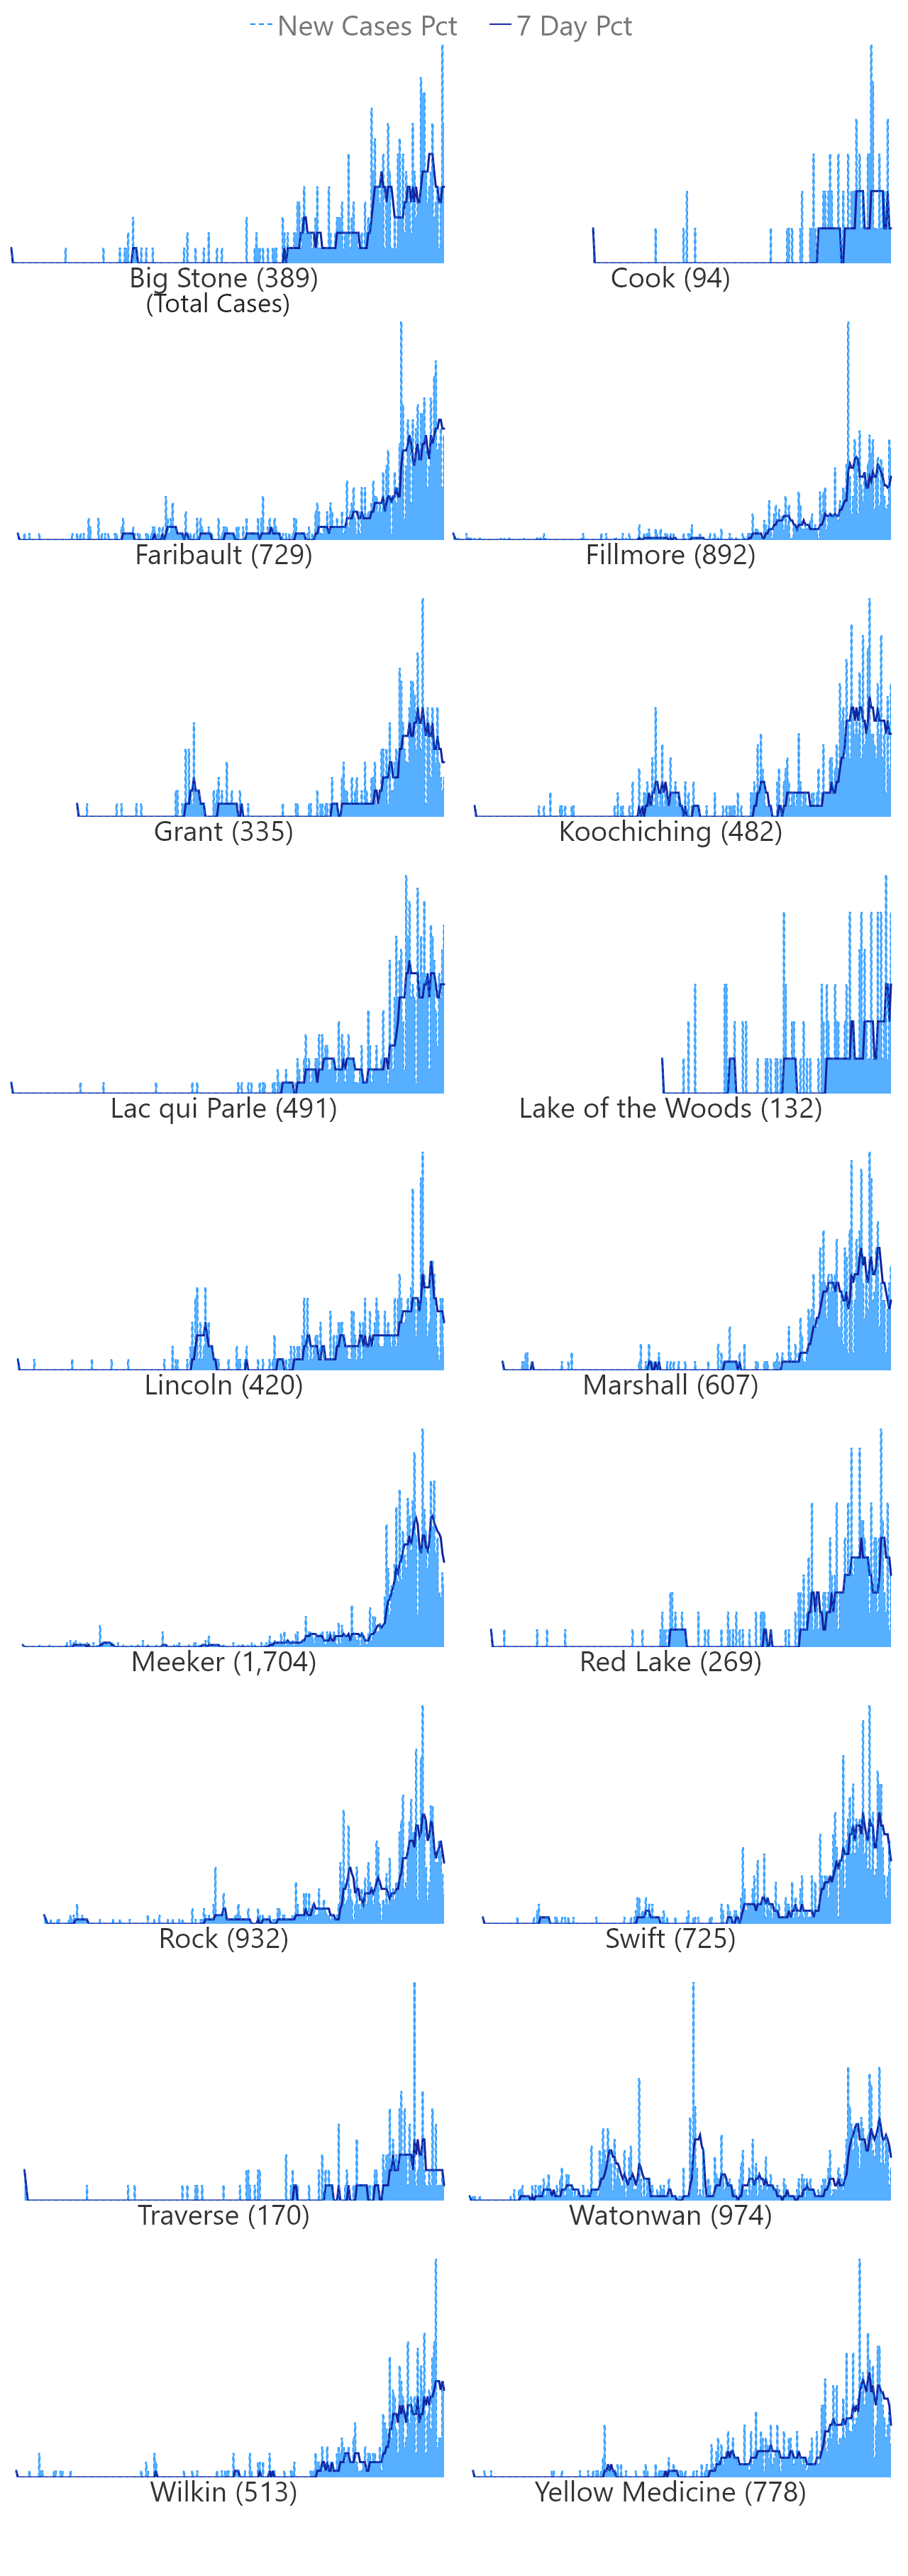 New Cases Pct 7 Day Pct
Big Stone (389) Cook (94)
(Total Cases)
Faribault (729) Fillmore (892)
Grant (335) Koochiching (482)
Lac qui Parle (491) Lake of the Woods (132)
Lincoln (420) Marshall (607)
Meeker (1,704) Red Lake (269)
Rock (932) Swift (725)
Traverse (170) Watonwan (974)
Wilkin (513) Yellow Medicine (778)